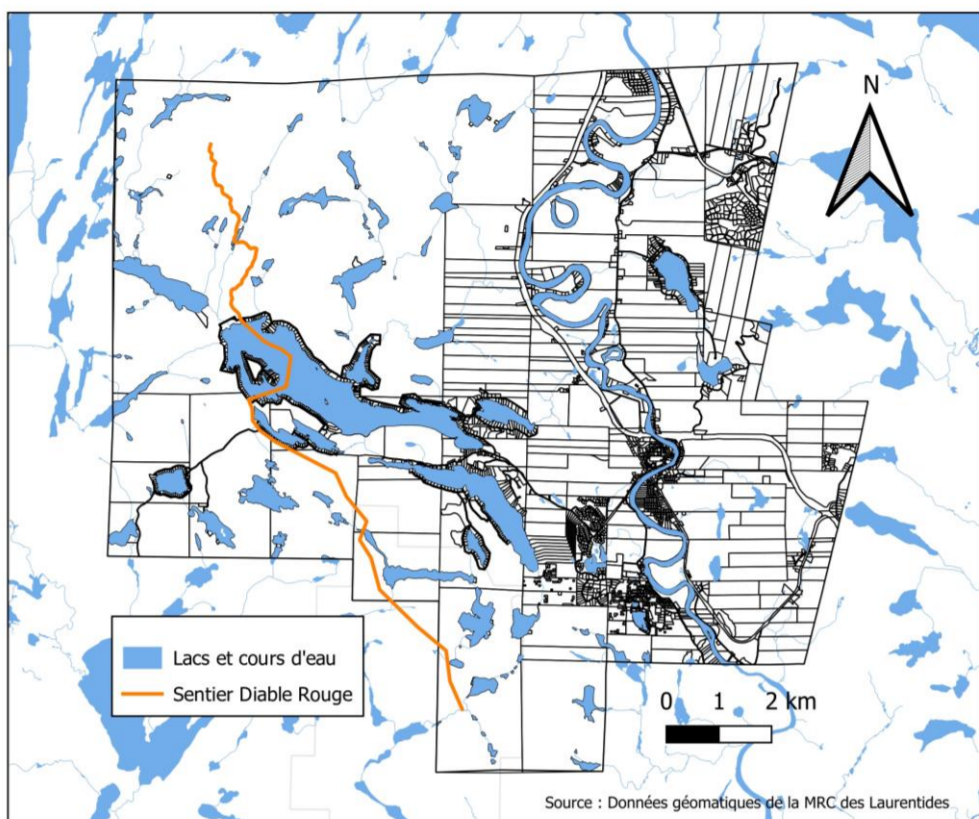 N
Lacs et cours d'eau
Sentier Diable Rouge
0 1 2 km
Source : Données géomatiques de la MRC des Laurentides